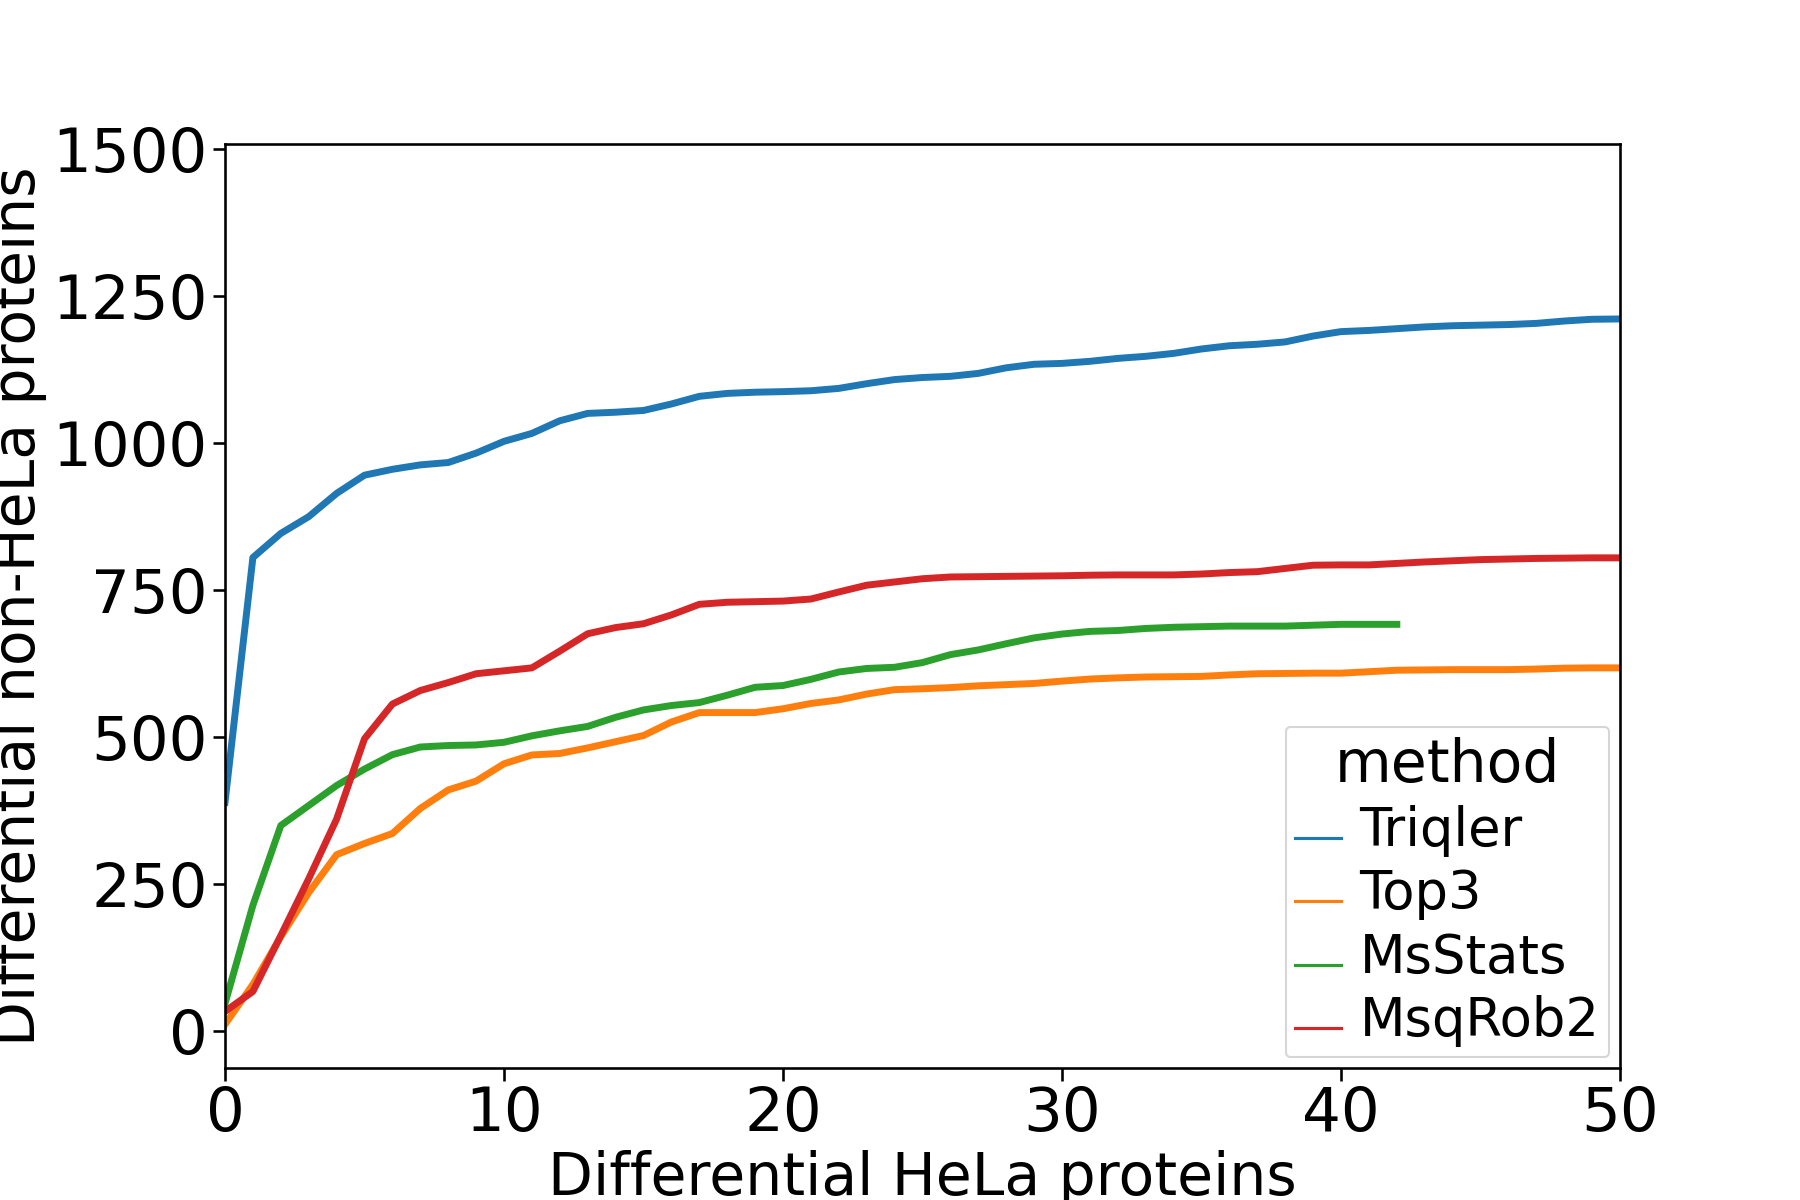 Differential non-HeLa proteins
1500
1250
1000
750
500
250
0
0 10 20 30 40 50
Differential HeLa proteins
method
Triqler
Top3
MsStats
MsqRob2